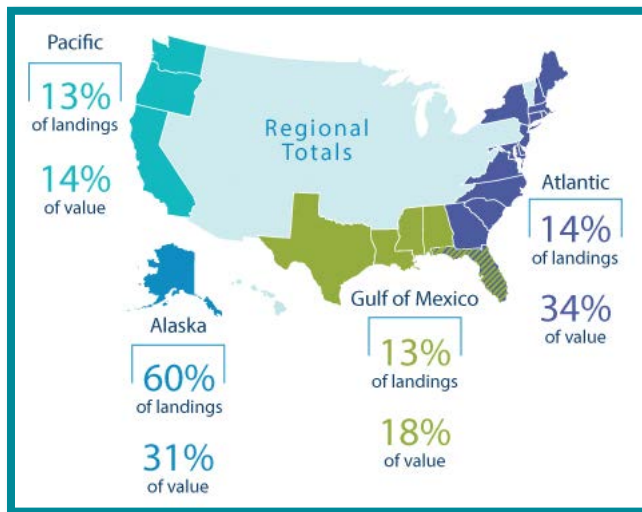 Pacific
13%
of landings
14%
of value
Regional
Totals
Atlantic
14%
of landings
34%
of value
Alaska
60%
of landings
31%
of value
Gulf of Mexico
13%
of landings
18%
of value